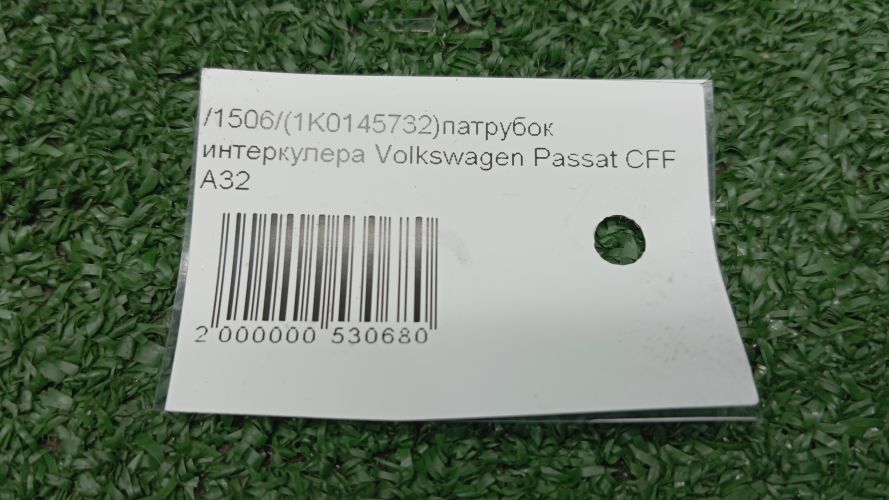 /1506/(1K0145732)патрубок
интеркулера Volkswagen Passat CFF
A32
2 000000 530680